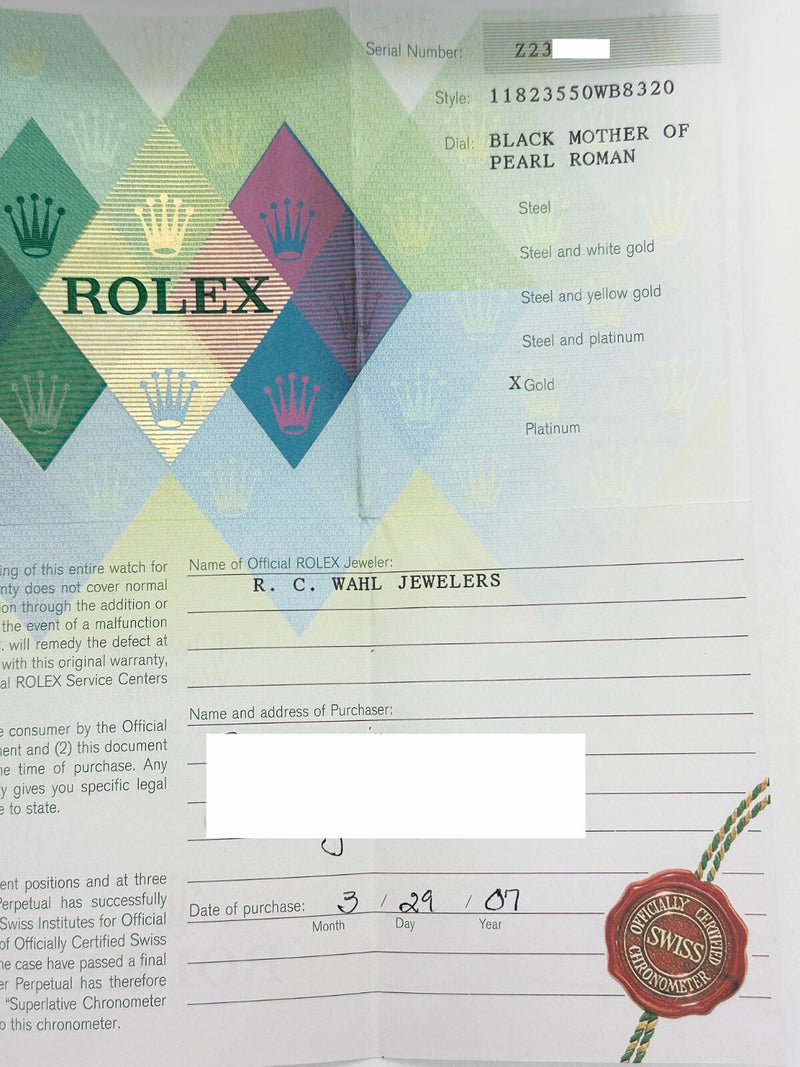 Serial Number: Z23
Style: 11823550WB8320
Dial: BLACK MOTHER OF
PEARL ROMAN
Steel
Steel and white gold
ROLEX
Steel and yellow gold
Steel and platinum
X Gold
Platinum
ing of this entire watch for
nty does not cover normal
ion through the addition or
the event of a malfunction
. will remedy the defect at
with this original warranty,
al ROLEX Service Centers
e consumer by the Official
ment and (2) this document
he time of purchase. Any
y gives you specific legal
e to state.
ent positions and at three
Perpetual has successfully
Swiss Institutes for Official
of Officially Certified Swiss
he case have passed a final
er Perpetual has therefore
"Superlative Chronometer
o this chronometer.
Name of Official ROLEX Jeweler:
R. C. WAHL JEWELERS
Name and address of Purchaser:
Date of purchase: 3 / 29 / 07
Month Day Year
OFFICIALLY CERTIFIED
SWISS
CHRONOMETER